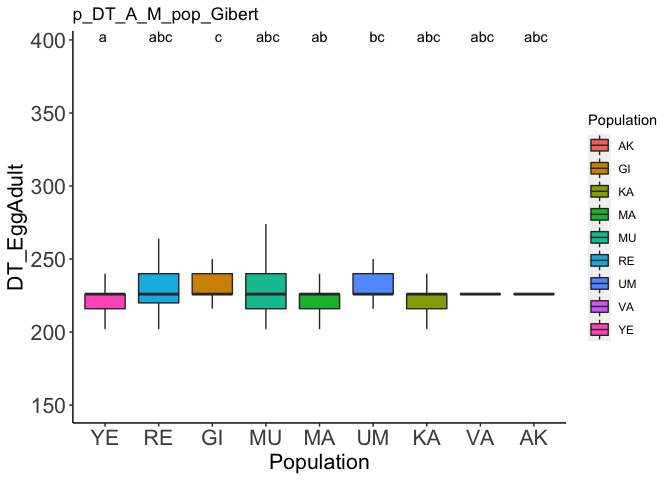 p_DT_A_M_pop_Gibert
a abc c abc ab bc abc abc abc
400
350
300
250
200
150
DT_EggAdult
YE RE GI MU MA UM KA VA AK
Population
Population
AK
GI
KA
MA
MU
RE
UM
VA
YE